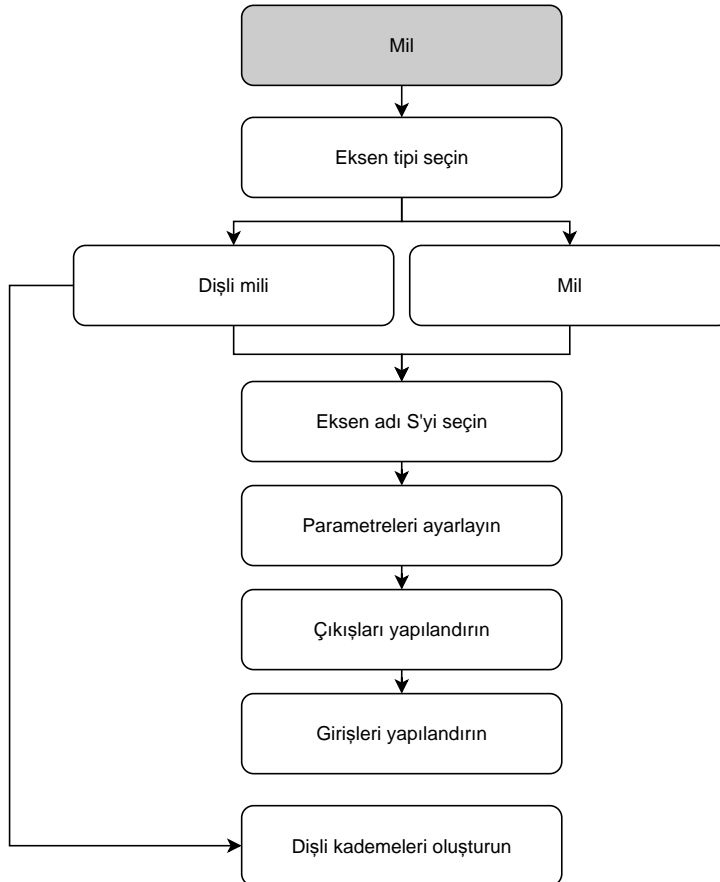 Mil
Eksen tipi seçin
Dişli mili
Mil
Eksen adı S'yi seçin
Parametreleri ayarlayın
Çıkışları yapılandırın
Girişleri yapılandırın
Dişli kademeleri oluşturun